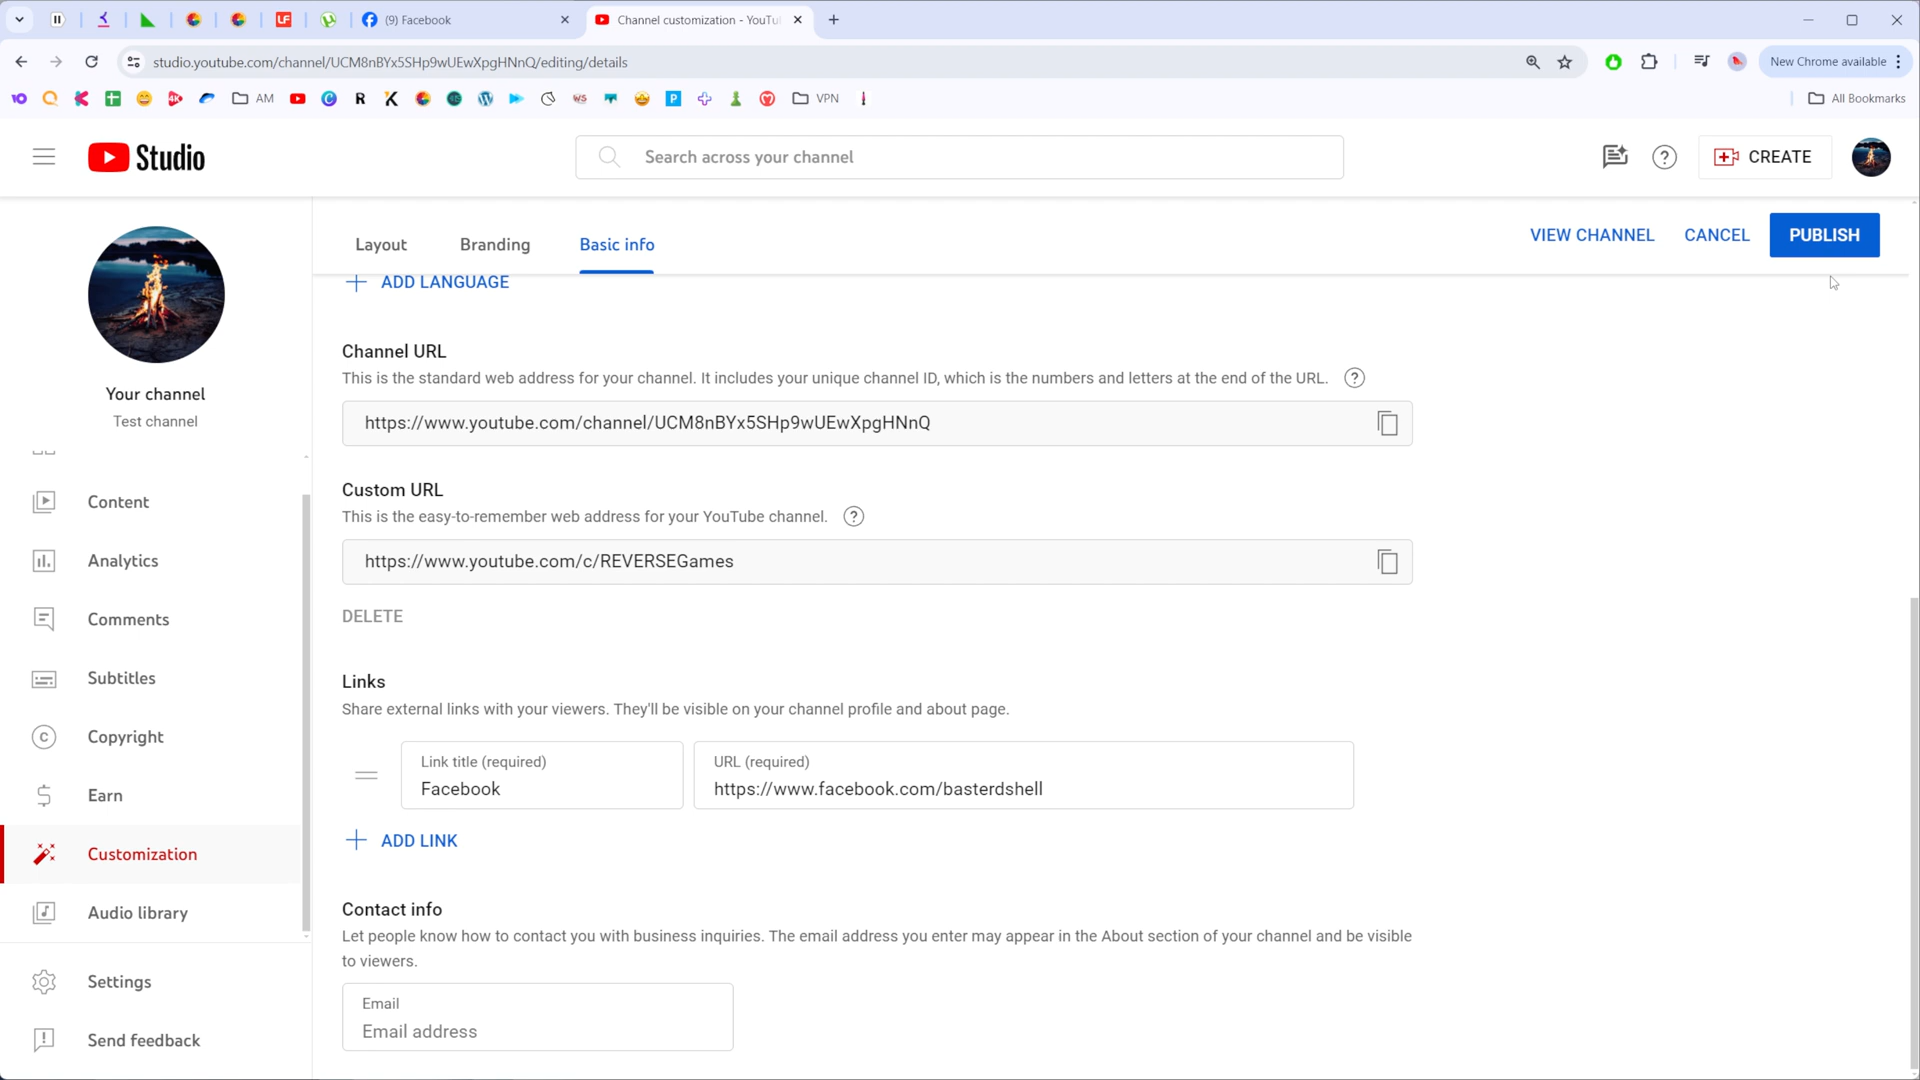 (9) Facebook
Channel customization - YouTu
studio.youtube.com/channel/UCM8nBYx5SHp9wUEwXpgHNnQ/editing/details
New Chrome available
AM
VPN
All Bookmarks
Studio
Search across your channel
CREATE
Layout
Branding
Basic info
VIEW CHANNEL
CANCEL
PUBLISH
Your channel
Test channel
Content
Analytics
Comments
Subtitles
Copyright
Earn
Customization
Audio library
Settings
Send feedback
ADD LANGUAGE
Channel URL
This is the standard web address for your channel. It includes your unique channel ID, which is the numbers and letters at the end of the URL.
https://www.youtube.com/channel/UCM8nBYx5SHp9wUEwXpgHNnQ
Custom URL
This is the easy-to-remember web address for your YouTube channel.
https://www.youtube.com/c/REVERSEGames
DELETE
Links
Share external links with your viewers. They'll be visible on your channel profile and about page.
Link title (required)
Facebook
URL (required)
https://www.facebook.com/basterdshell
ADD LINK
Contact info
Let people know how to contact you with business inquiries. The email address you enter may appear in the About section of your channel and be visible
to viewers.
Email
Email address